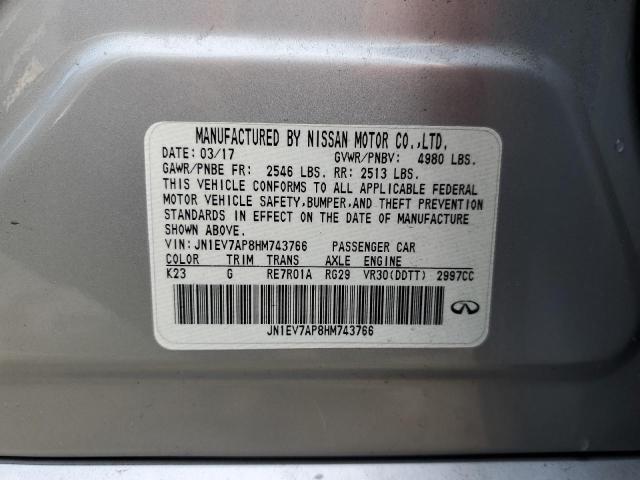 MANUFACTURED BY NISSAN MOTOR CO.,LTD.
DATE: 03/17 GVWR/PNBV: 4980 LBS.
GAWR/PNBE FR: 2546 LBS. RR: 2513 LBS.
THIS VEHICLE CONFORMS TO ALL APPLICABLE FEDERAL
MOTOR VEHICLE SAFETY,BUMPER,AND THEFT PREVENTION
STANDARDS IN EFFECT ON THE DATE OF MANUFACTURE
SHOWN ABOVE.
VIN: JN1EV7AP8HM743766 PASSENGER CAR
COLOR TRIM TRANS AXLE ENGINE
K23 G RE7R01A RG29 VR30(DDTT) 2997CC
JN1EV7AP8HM743766